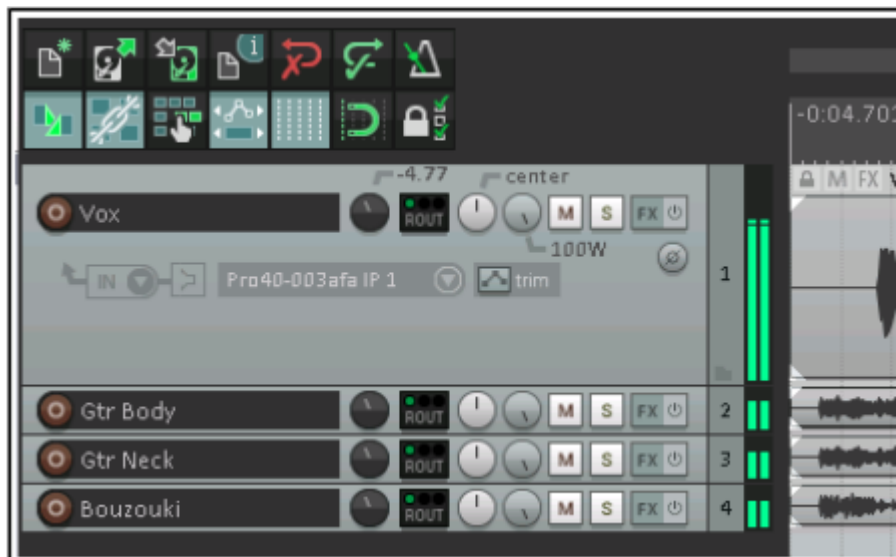 -0:04.701
-4.77 center
Vox ROUT M S FX
100W
IN Pro40-003afa IP 1 trim 1
M FX
Gtr Body ROUT M S FX 2
Gtr Neck ROUT M S FX 3
Bouzouki ROUT M S FX 4